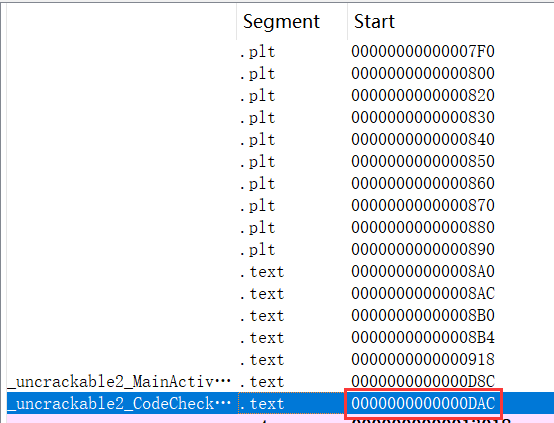 Segment Start
.plt 00000000000007F0
.plt 0000000000000800
.plt 0000000000000820
.plt 0000000000000830
.plt 0000000000000840
.plt 0000000000000850
.plt 0000000000000860
.plt 0000000000000870
.plt 0000000000000880
.plt 0000000000000890
.text 00000000000008A0
.text 00000000000008AC
.text 00000000000008B0
.text 00000000000008B4
.text 0000000000000918
_uncrackable2_MainActiv… .text 0000000000000D8C
_uncrackable2_CodeCheck… .text 0000000000000DAC